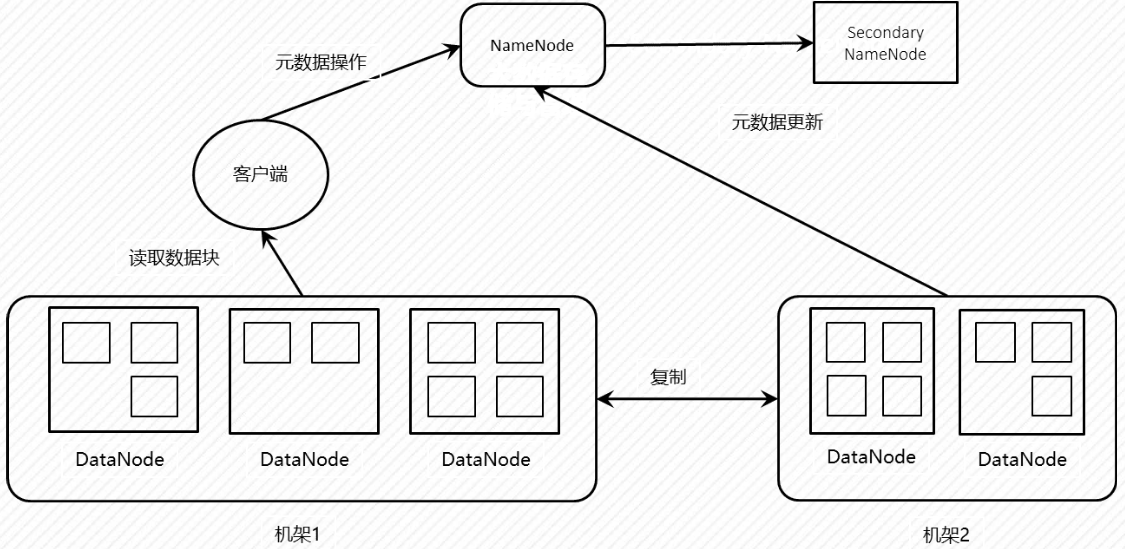 NameNode
Secondary
NameNode
元数据操作
元数据更新
客户端
读取数据块
复制
DataNode
DataNode
DataNode
DataNode
DataNode
机架1
机架2